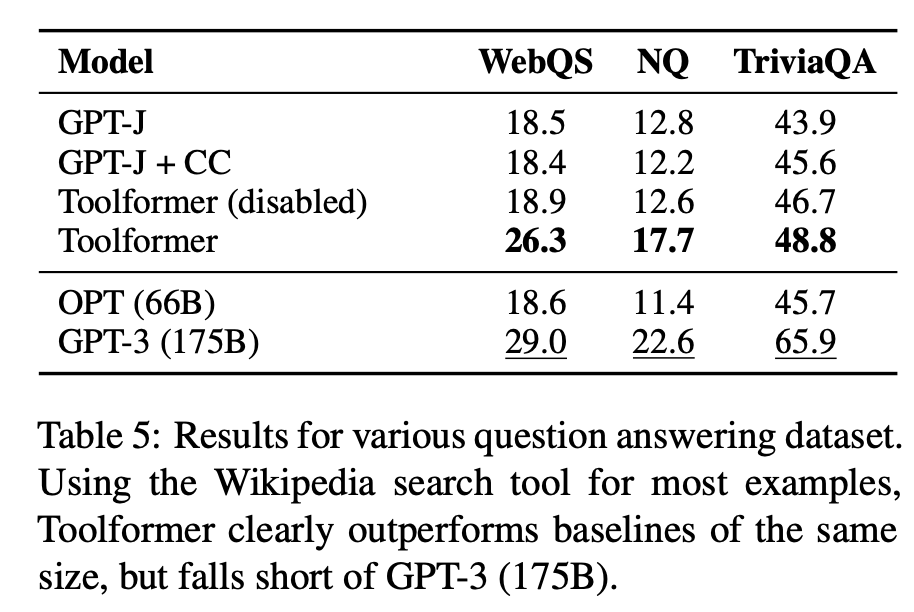 Model WebQS NQ TriviaQA
GPT-J 18.5 12.8 43.9
GPT-J + CC 18.4 12.2 45.6
Toolformer (disabled) 18.9 12.6 46.7
Toolformer 26.3 17.7 48.8
OPT (66B) 18.6 11.4 45.7
GPT-3 (175B) 29.0 22.6 65.9
Table 5: Results for various question answering dataset.
Using the Wikipedia search tool for most examples,
Toolformer clearly outperforms baselines of the same
size, but falls short of GPT-3 (175B).